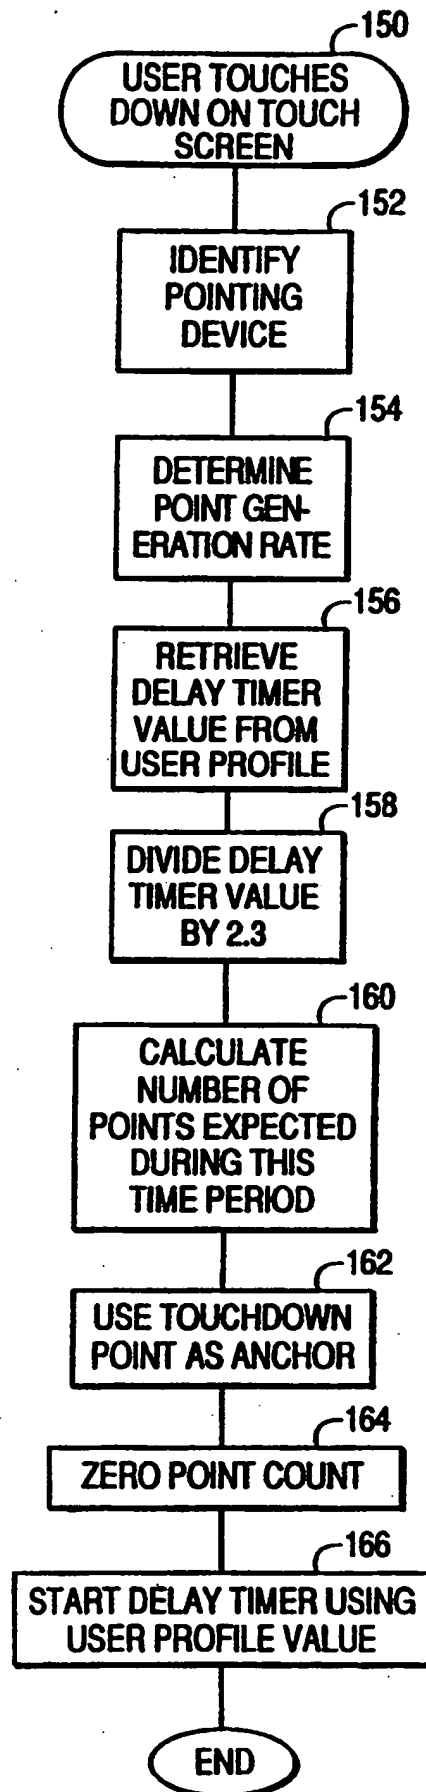 150
USER TOUCHES
DOWN ON TOUCH
SCREEN
152
IDENTIFY
POINTING
DEVICE
154
DETERMINE
POINT GEN-
ERATION RATE
156
RETRIEVE
DELAY TIMER
VALUE FROM
USER PROFILE
158
DIVIDE DELAY
TIMER VALUE
BY 2.3
160
CALCULATE
NUMBER OF
POINTS EXPECTED
DURING THIS
TIME PERIOD
162
USE TOUCHDOWN
POINT AS ANCHOR
164
ZERO POINT COUNT
166
START DELAY TIMER USING
USER PROFILE VALUE
END